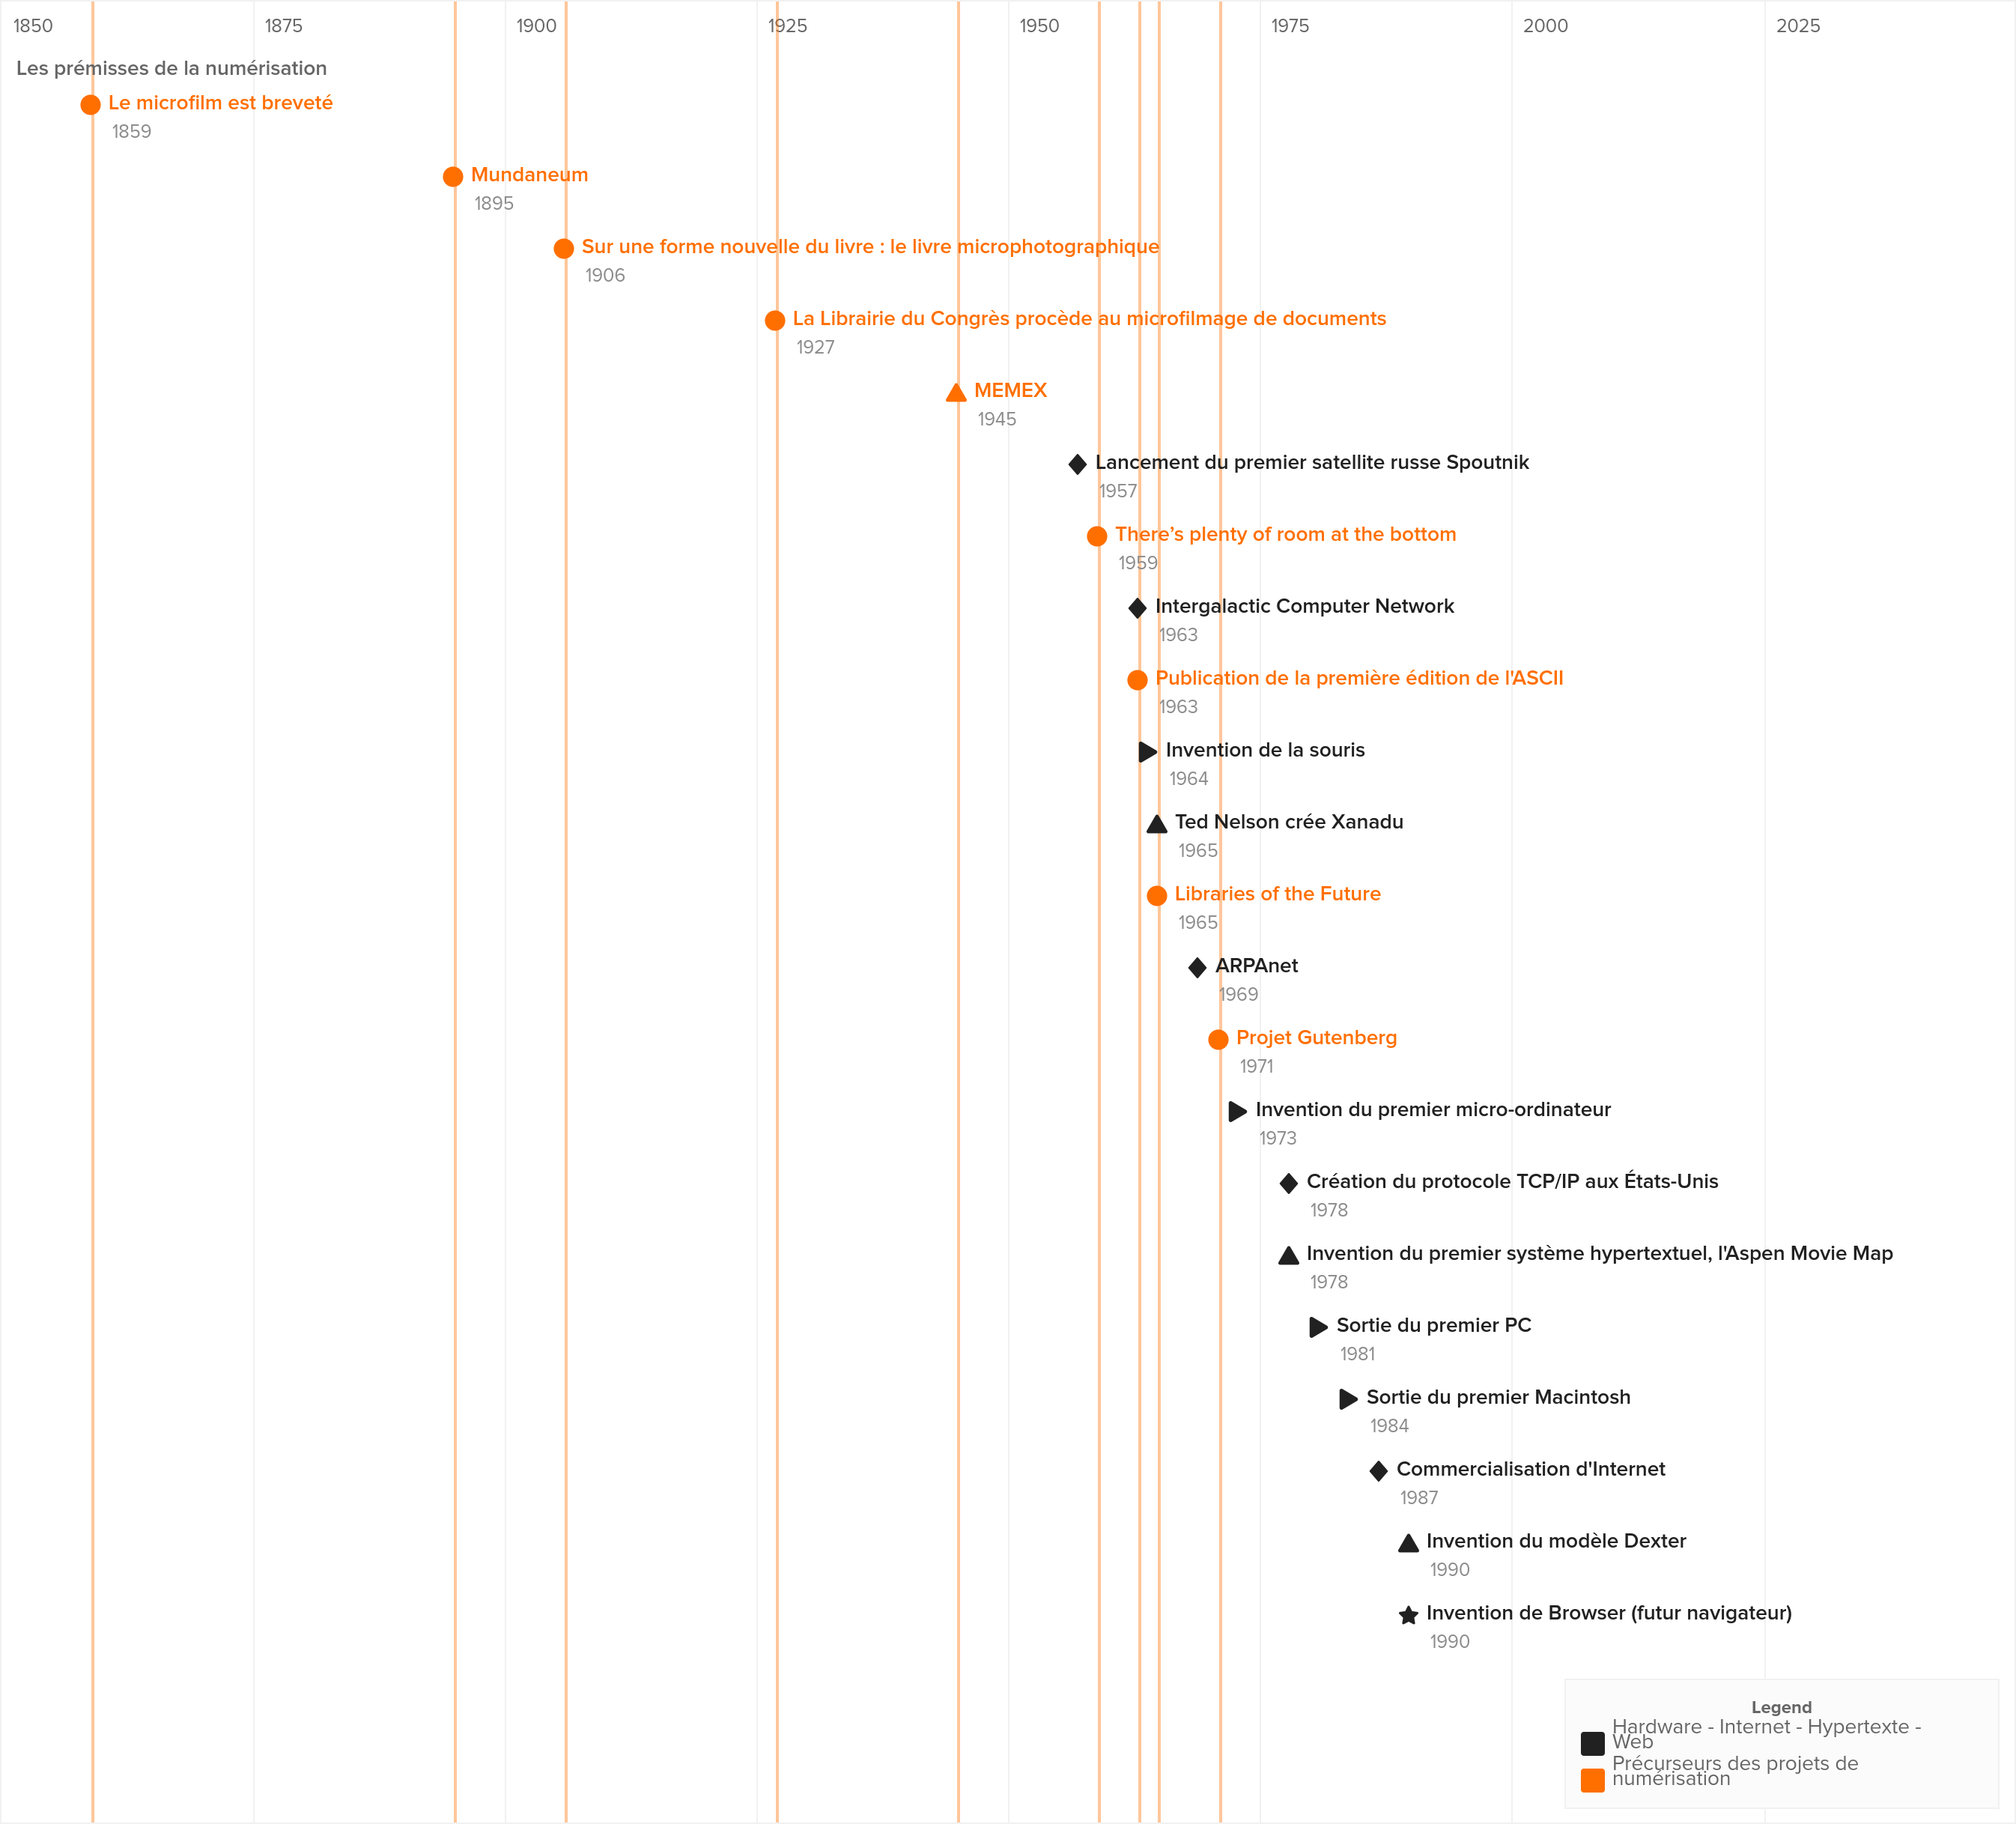 1850 1875 1900 1925 1950 1975 2000 2025
Les prémisses de la numérisation
Le microfilm est breveté
1859
Mundaneum
1895
Sur une forme nouvelle du livre : le livre microphotographique
1906
La Librairie du Congrès procède au microfilmage de documents
1927
MEMEX
1945
Lancement du premier satellite russe Spoutnik
1957
There’s plenty of room at the bottom
1959
Intergalactic Computer Network
1963
Publication de la première édition de l'ASCII
1963
Invention de la souris
1964
Ted Nelson crée Xanadu
1965
Libraries of the Future
1965
ARPAnet
1969
Projet Gutenberg
1971
Invention du premier micro-ordinateur
1973
Création du protocole TCP/IP aux États-Unis
1978
Invention du premier système hypertextuel, l'Aspen Movie Map
1978
Sortie du premier PC
1981
Sortie du premier Macintosh
1984
Commercialisation d'Internet
1987
Invention du modèle Dexter
1990
Invention de Browser (futur navigateur)
1990
Legend
Hardware - Internet - Hypertexte -
Web
Précurseurs des projets de
numérisation